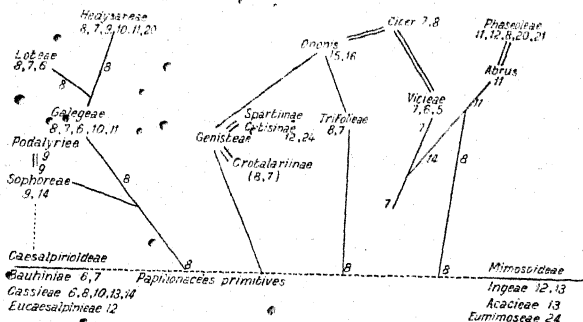 Hedysareae
8, 7, 9, 10, 11, 20
Loteae
8, 7, 6
8
8
Galegeae
8, 7, 6, 10, 11
Podalyrieae
9
9
Sophoreae
9, 14
8
Caesalpirioideae
Bauhiniae 6,7
Cassieae 6,8,10,13,14
Eucaesalpinieae 12
Papilionacées primitives
8
Ononis
15, 16
Cicer 7, 8
Spartiinae
Cytisinae
12, 24
Genisteae
Crotalariinae
(8, 7)
Trifolieae
8, 7
8
Vicieae
7, 6, 5
7
14
7
Phaseoleae
11, 12, 8, 20, 21
Abrus
11
11
8
8
Mimosoideae
Ingeae 12, 13
Acacieae 13
Eumimoseae 24